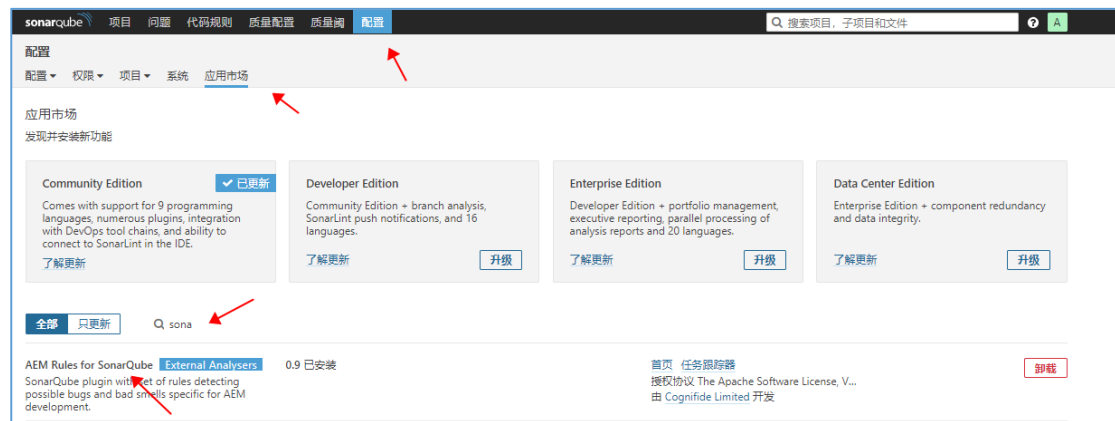 sonarqube 项目 问题 代码规则 质量配置 质量阈 配置 搜索项目，子项目和文件 ? A
配置
配置 权限 项目 系统 应用市场
应用市场
发现并安装新功能
Community Edition 已更新
Comes with support for 9 programming
languages, numerous plugins, integration
with DevOps tool chains, and ability to
connect to SonarLint in the IDE.
了解更新
Developer Edition
Community Edition + branch analysis,
SonarLint push notifications, and 16
languages.
了解更新 升级
Enterprise Edition
Developer Edition + portfolio management,
executive reporting, parallel processing of
analysis reports and 20 languages.
了解更新 升级
Data Center Edition
Enterprise Edition + component redundancy
and data integrity.
了解更新 升级
全部 只更新 sona
AEM Rules for SonarQube External Analysers 0.9 已安装
SonarQube plugin with set of rules detecting
possible bugs and bad smells specific for AEM
development.
首页 任务跟踪器
授权协议 The Apache Software License, V...
由 Cognifide Limited 开发
卸载